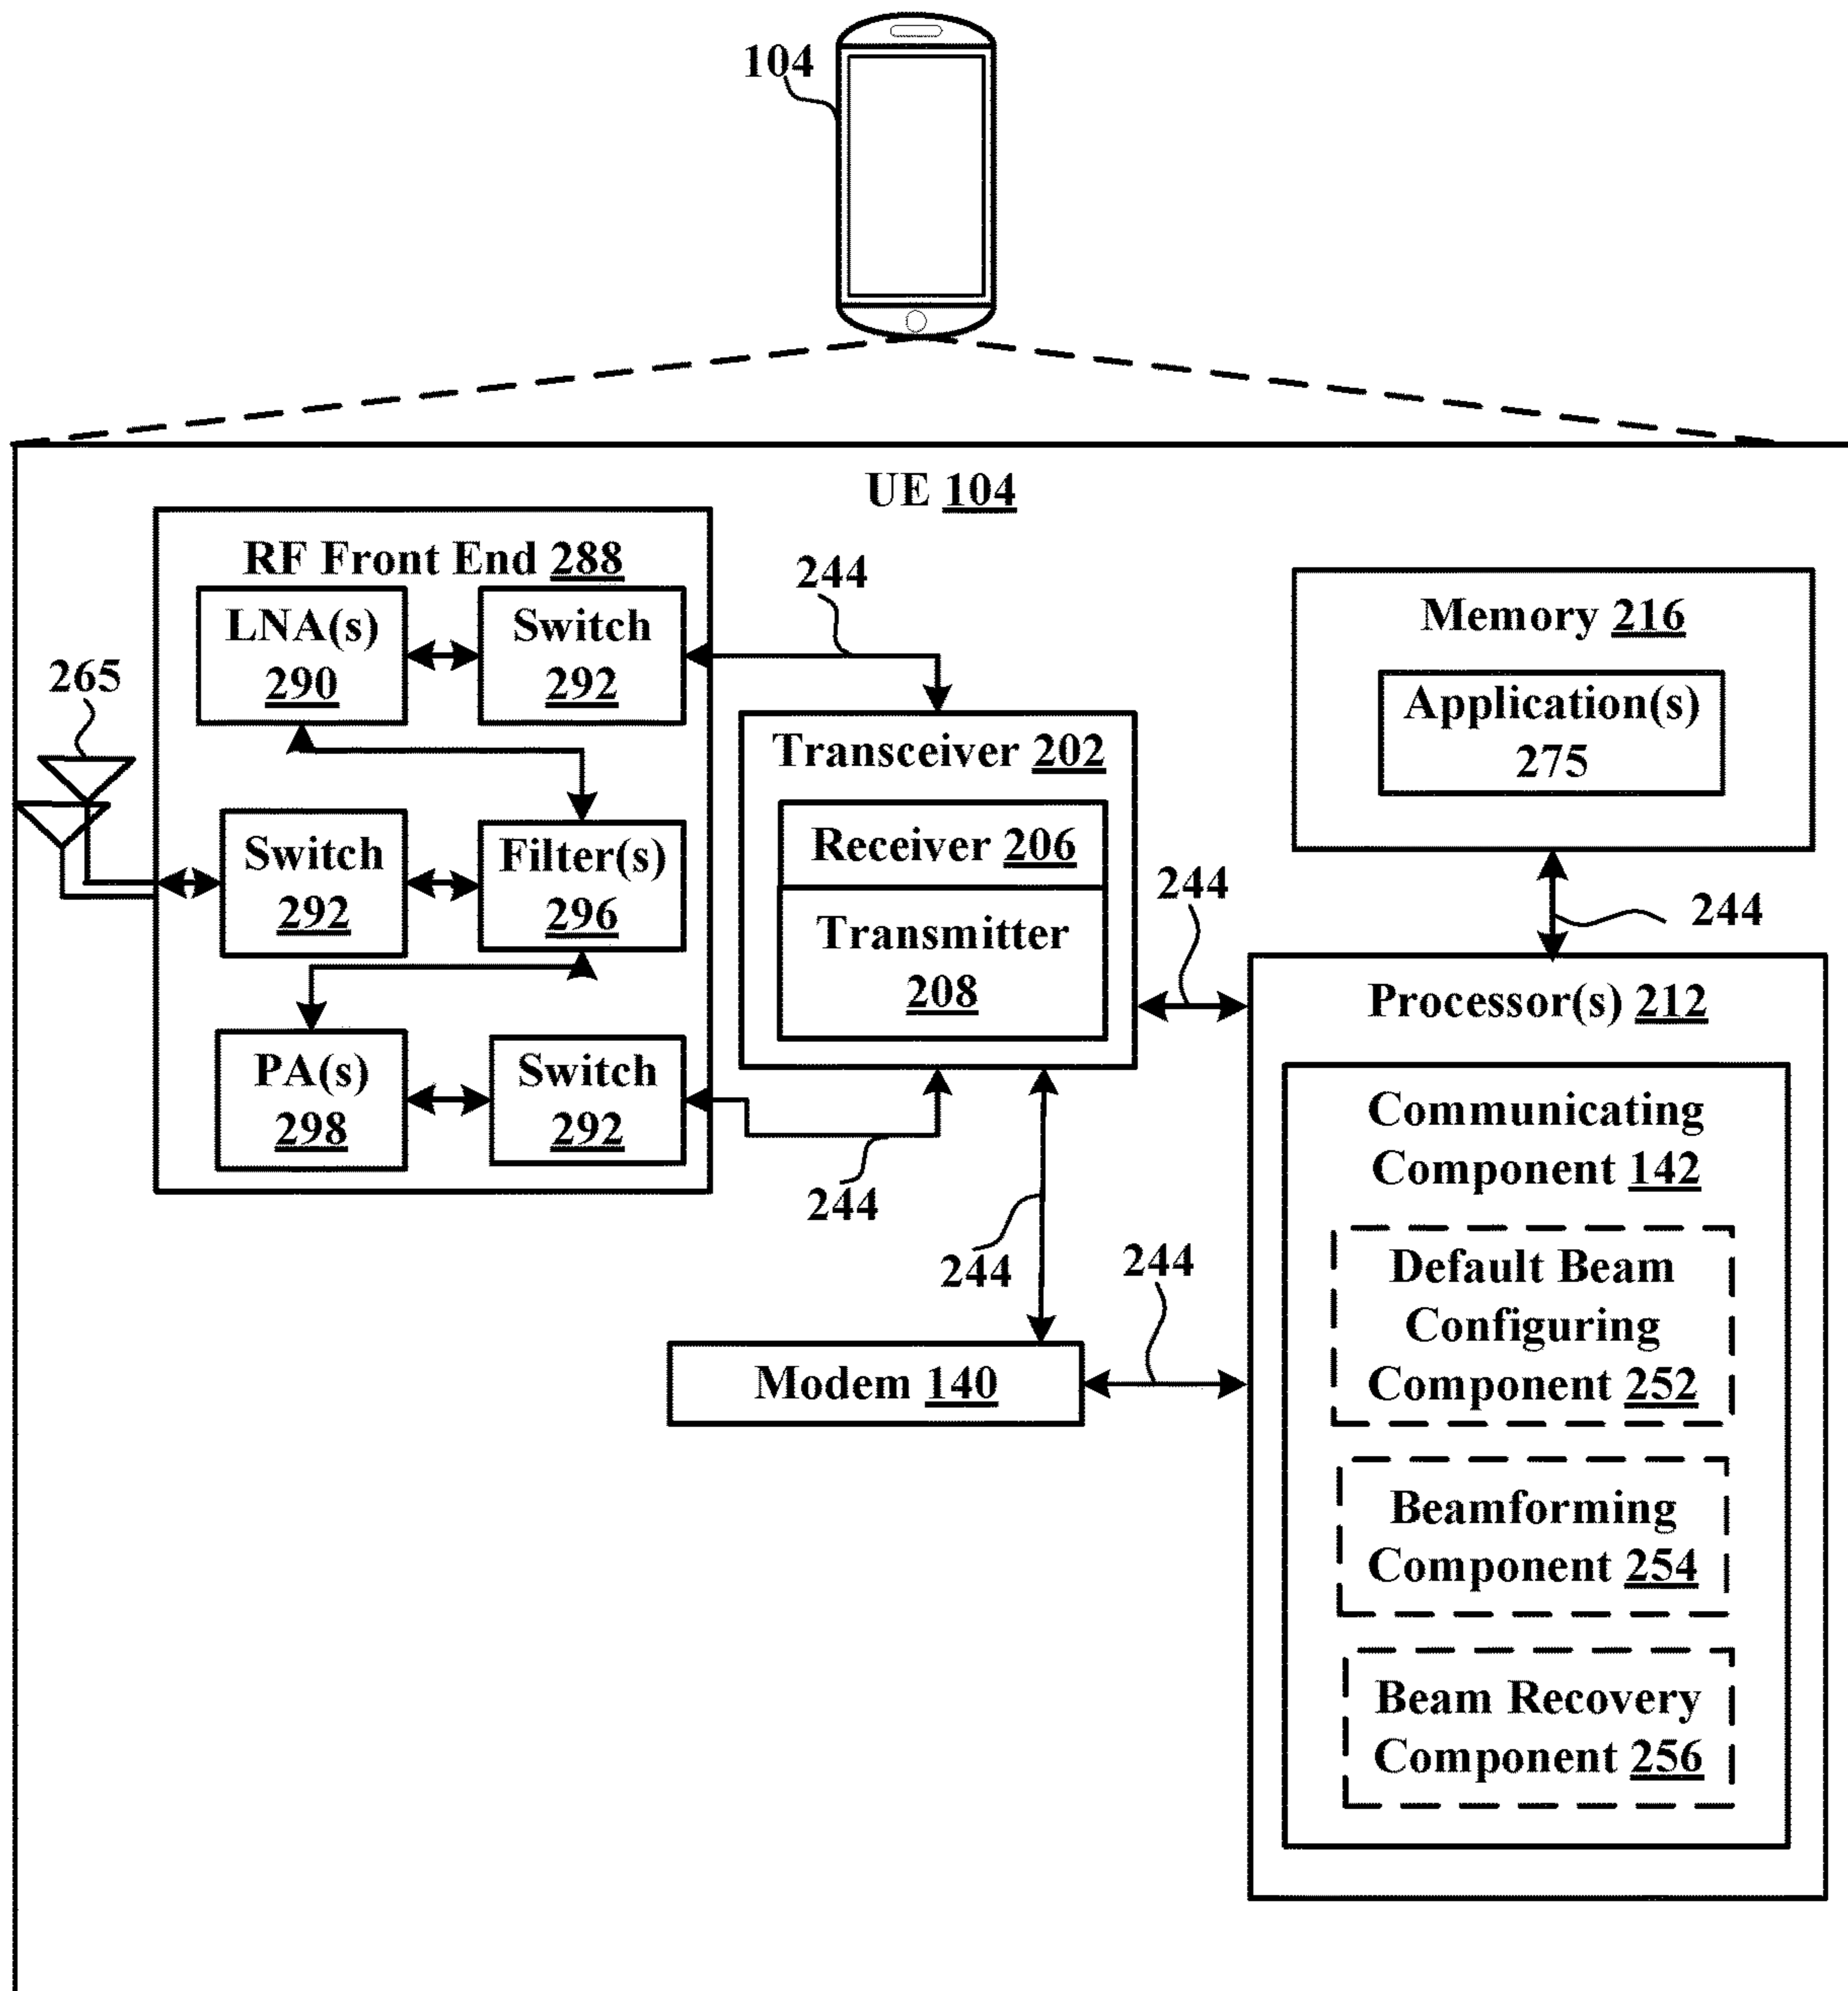 104
UE 104
RF Front End 288
LNA(s)
290
Switch
292
244
265
Switch
292
Filter(s)
296
PA(s)
298
Switch
292
244
Transceiver 202
Receiver 206
Transmitter
208
244
244
Modem 140
244
Memory 216
Application(s)
275
244
Processor(s) 212
Communicating
Component 142
Default Beam
Configuring
Component 252
Beamforming
Component 254
Beam Recovery
Component 256